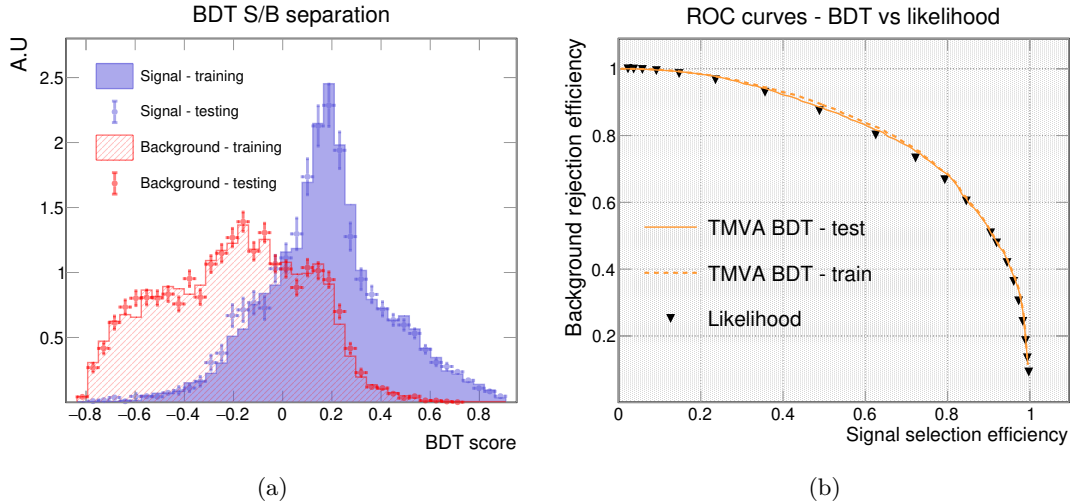 BDT S/B separation
A.U
2.5
2
1.5
1
0.5
Signal - training
Signal - testing
Background - training
Background - testing
−0.8 −0.6 −0.4 −0.2 0 0.2 0.4 0.6 0.8
BDT score
(a)
ROC curves - BDT vs likelihood
Background rejection efficiency
1
0.8
0.6
0.4
0.2
TMVA BDT - test
TMVA BDT - train
Likelihood
0 0.2 0.4 0.6 0.8 1
Signal selection efficiency
(b)